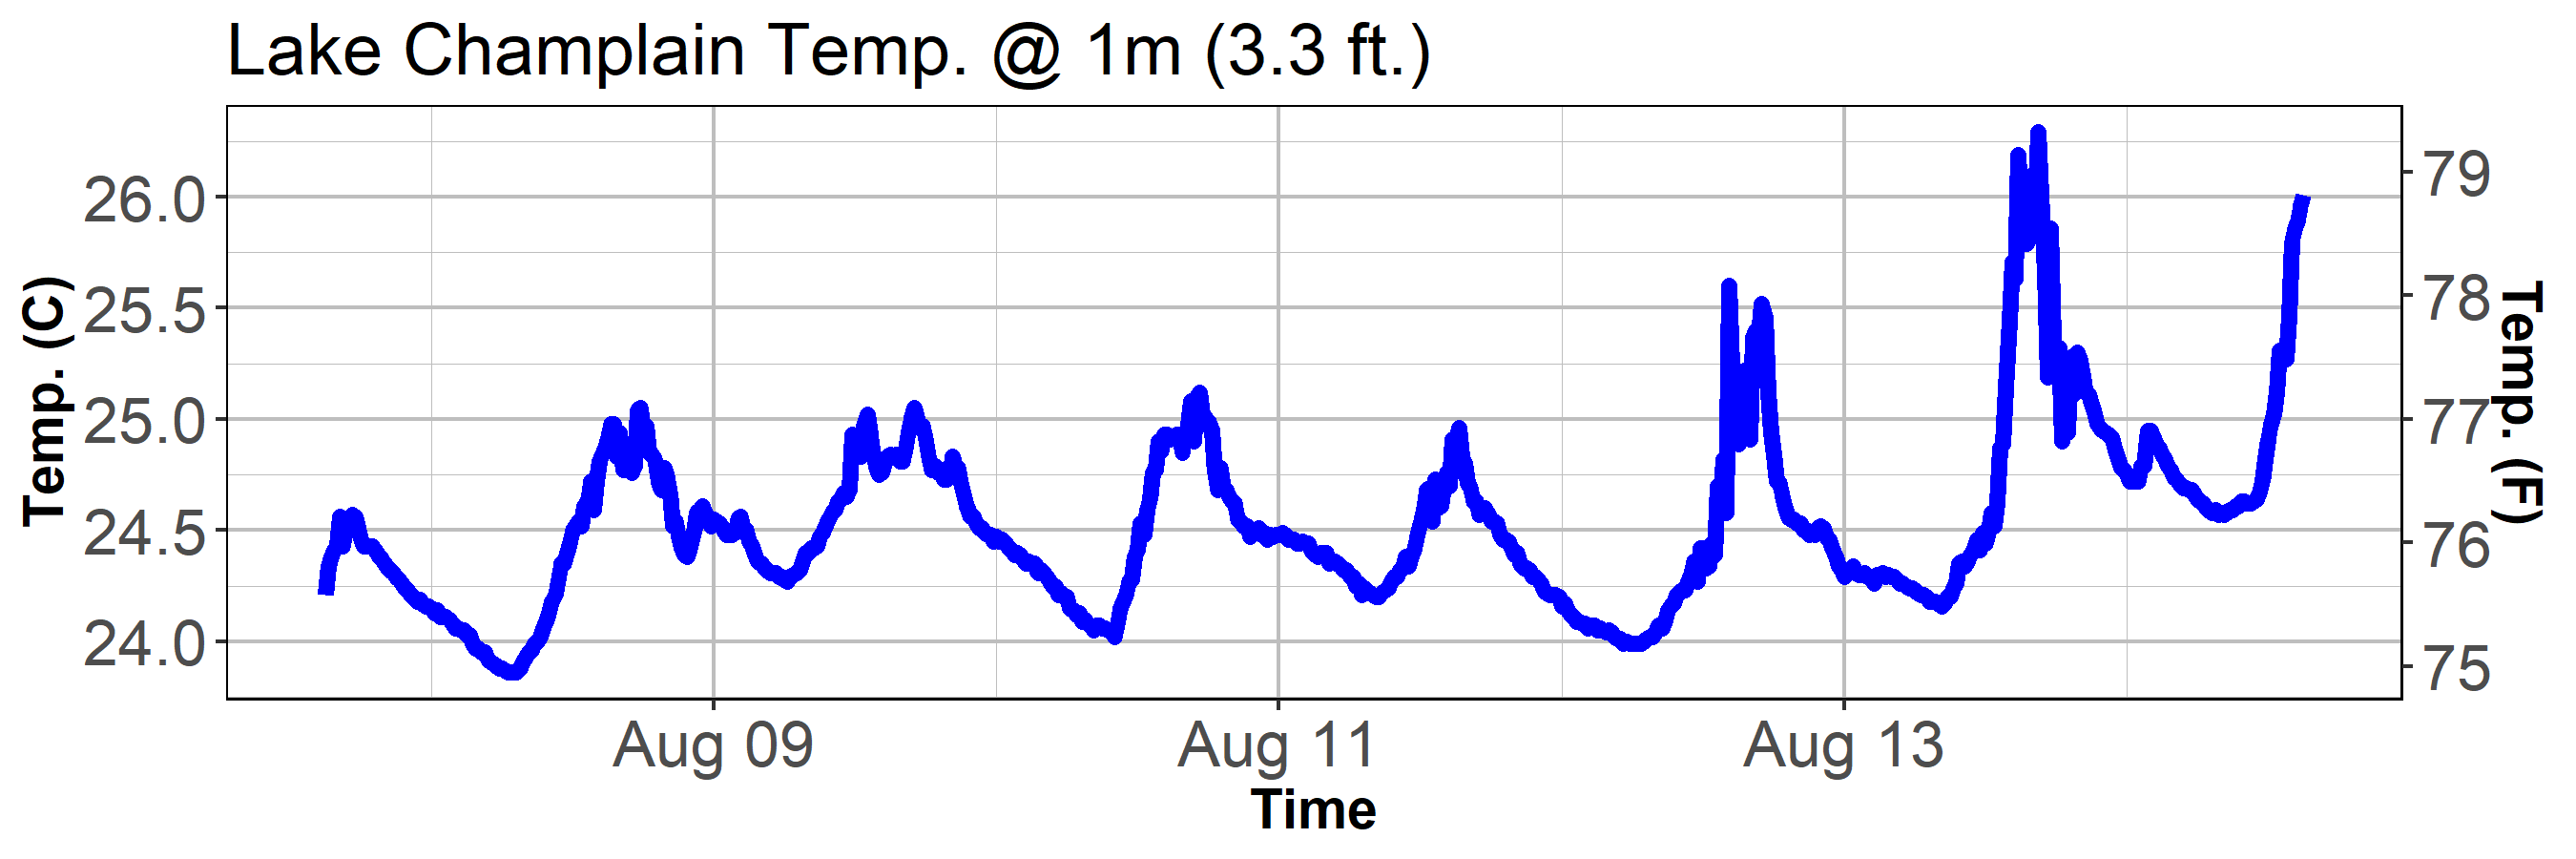 Lake Champlain Temp. @ 1m (3.3 ft.)
Temp. (C)
26.0
25.5
25.0
24.5
24.0
79
78
77
76
75
Temp. (F)
Aug 09
Aug 11
Aug 13
Time